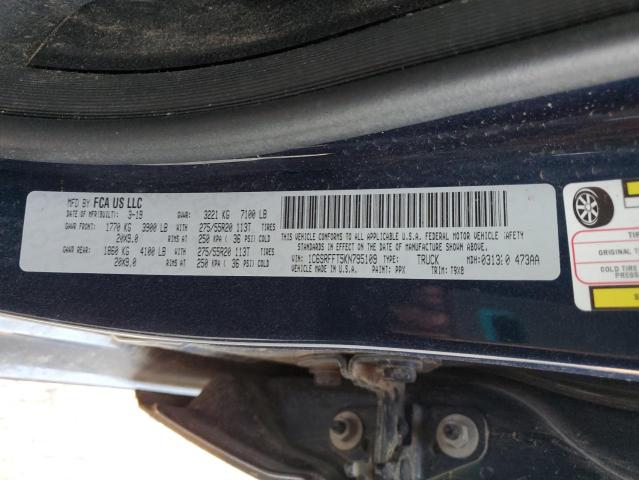 MFD BY FCA US LLC
DATE OF MFR(BUILT): 3-19 GVWR: 3221 KG 7100 LB
GAWR FRONT: 1770 KG 3900 LB WITH 275/55R20 113T TIRES
20X9.0 RIMS AT 250 KPA ( 36 PSI) COLD
GAWR REAR: 1860 KG 4100 LB WITH 275/55R20 113T TIRES
20X9.0 RIMS AT 250 KPA ( 36 PSI) COLD
THIS VEHICLE CONFORMS TO ALL APPLICABLE U.S.A. FEDERAL MOTOR VEHICLE SAFETY
STANDARDS IN EFFECT ON THE DATE OF MANUFACTURE SHOWN ABOVE.
MADE IN U.S.A.
VIN: 1C6SRFFT5KN795109 TYPE: TRUCK MDH: 031310 473AA
PAINT: PPX TRIM: T9X8
THE
TIRE
ORIGINAL T
COLD TIRE